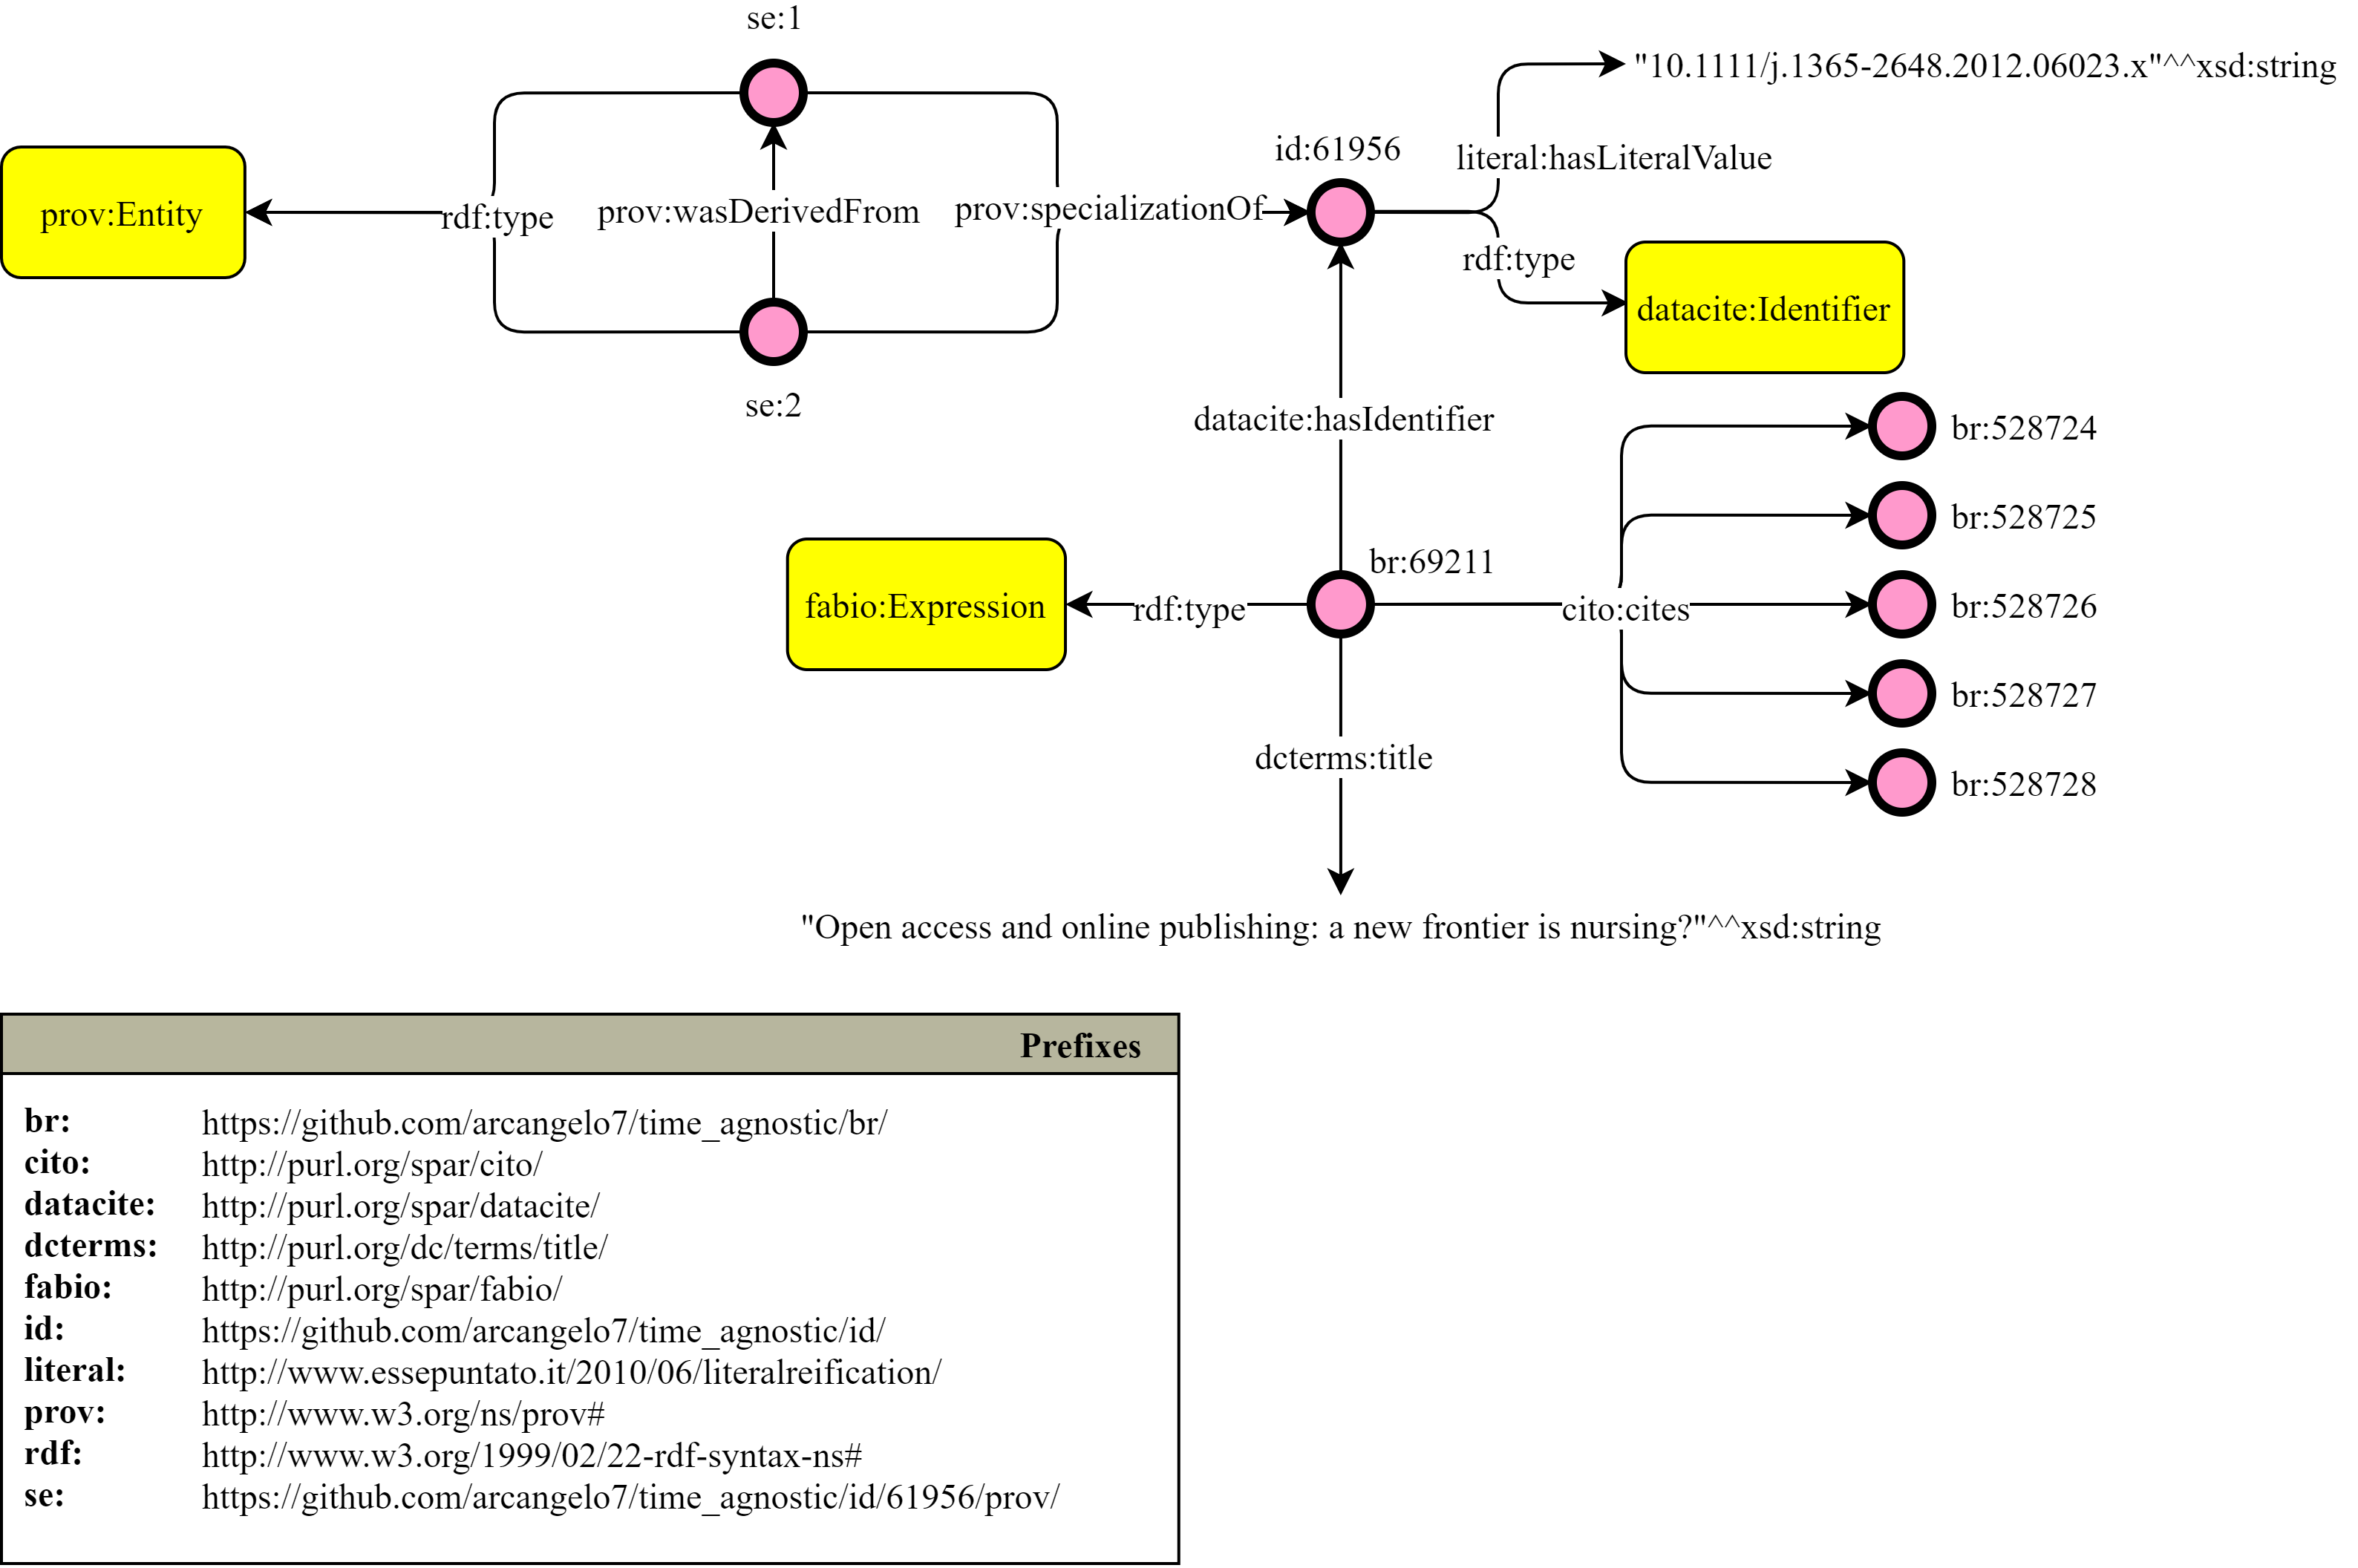 se:1
"10.1111/j.1365-2648.2012.06023.x"^^xsd:string
id:61956
literal:hasLiteralValue
prov:Entity
rdf:type
prov:wasDerivedFrom
prov:specializationOf
rdf:type
datacite:Identifier
se:2
datacite:hasIdentifier
br:528724
br:528725
br:69211
fabio:Expression
rdf:type
cito:cites
br:528726
br:528727
dcterms:title
br:528728
"Open access and online publishing: a new frontier is nursing?"^^xsd:string
Prefixes
br: https://github.com/arcangelo7/time_agnostic/br/
cito: http://purl.org/spar/cito/
datacite: http://purl.org/spar/datacite/
dcterms: http://purl.org/dc/terms/title/
fabio: http://purl.org/spar/fabio/
id: https://github.com/arcangelo7/time_agnostic/id/
literal: http://www.essepuntato.it/2010/06/literalreification/
prov: http://www.w3.org/ns/prov#
rdf: http://www.w3.org/1999/02/22-rdf-syntax-ns#
se: https://github.com/arcangelo7/time_agnostic/id/61956/prov/